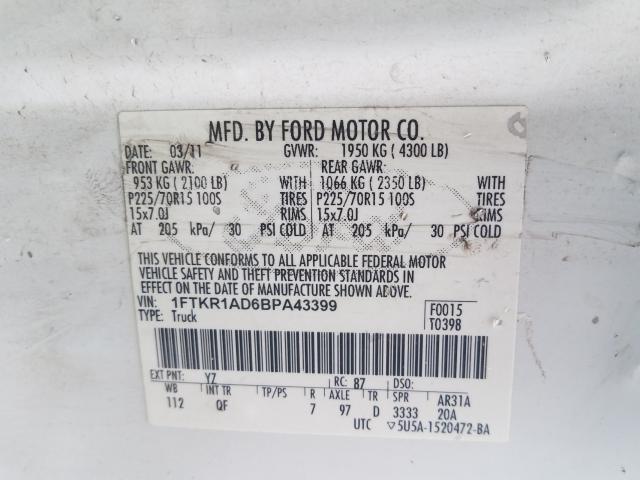 MFD. BY FORD MOTOR CO.
DATE: 03/11 GVWR: 1950 KG ( 4300 LB)
FRONT GAWR: REAR GAWR:
953 KG ( 2100 LB) WITH 1066 KG ( 2350 LB) WITH
P225/70R15 100S TIRES P225/70R15 100S TIRES
15x7.0J RIMS 15x7.0J RIMS
AT 205 kPa/ 30 PSI COLD AT 205 kPa/ 30 PSI COLD
THIS VEHICLE CONFORMS TO ALL APPLICABLE FEDERAL MOTOR
VEHICLE SAFETY AND THEFT PREVENTION STANDARDS IN
EFFECT ON THE DATE OF MANUFACTURE SHOWN ABOVE.
VIN: 1FTKR1AD6BPA43399 F0015
TYPE: Truck T0398
EXT PNT: YZ RC: 87 DSO:
WB INT TR TP/PS R AXLE TR SPR AR31A
112 QF 7 97 D 3333 20A
UTC ▽5U5A-1520472-BA